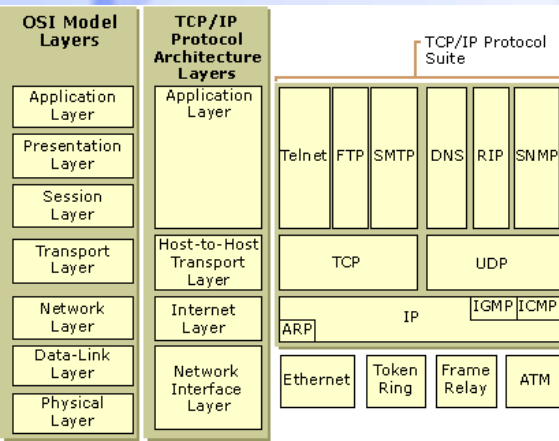 OSI Model
Layers
Application
Layer
Presentation
Layer
Session
Layer
Transport
Layer
Network
Layer
Data-Link
Layer
Physical
Layer
TCP/IP
Protocol
Architecture
Layers
Application
Layer
Host-to-Host
Transport
Layer
Internet
Layer
Network
Interface
Layer
TCP/IP Protocol
Suite
Telnet FTP SMTP DNS RIP SNMP
TCP UDP
IGMP ICMP
IP
ARP
Ethernet
Token
Ring
Frame
Relay
ATM